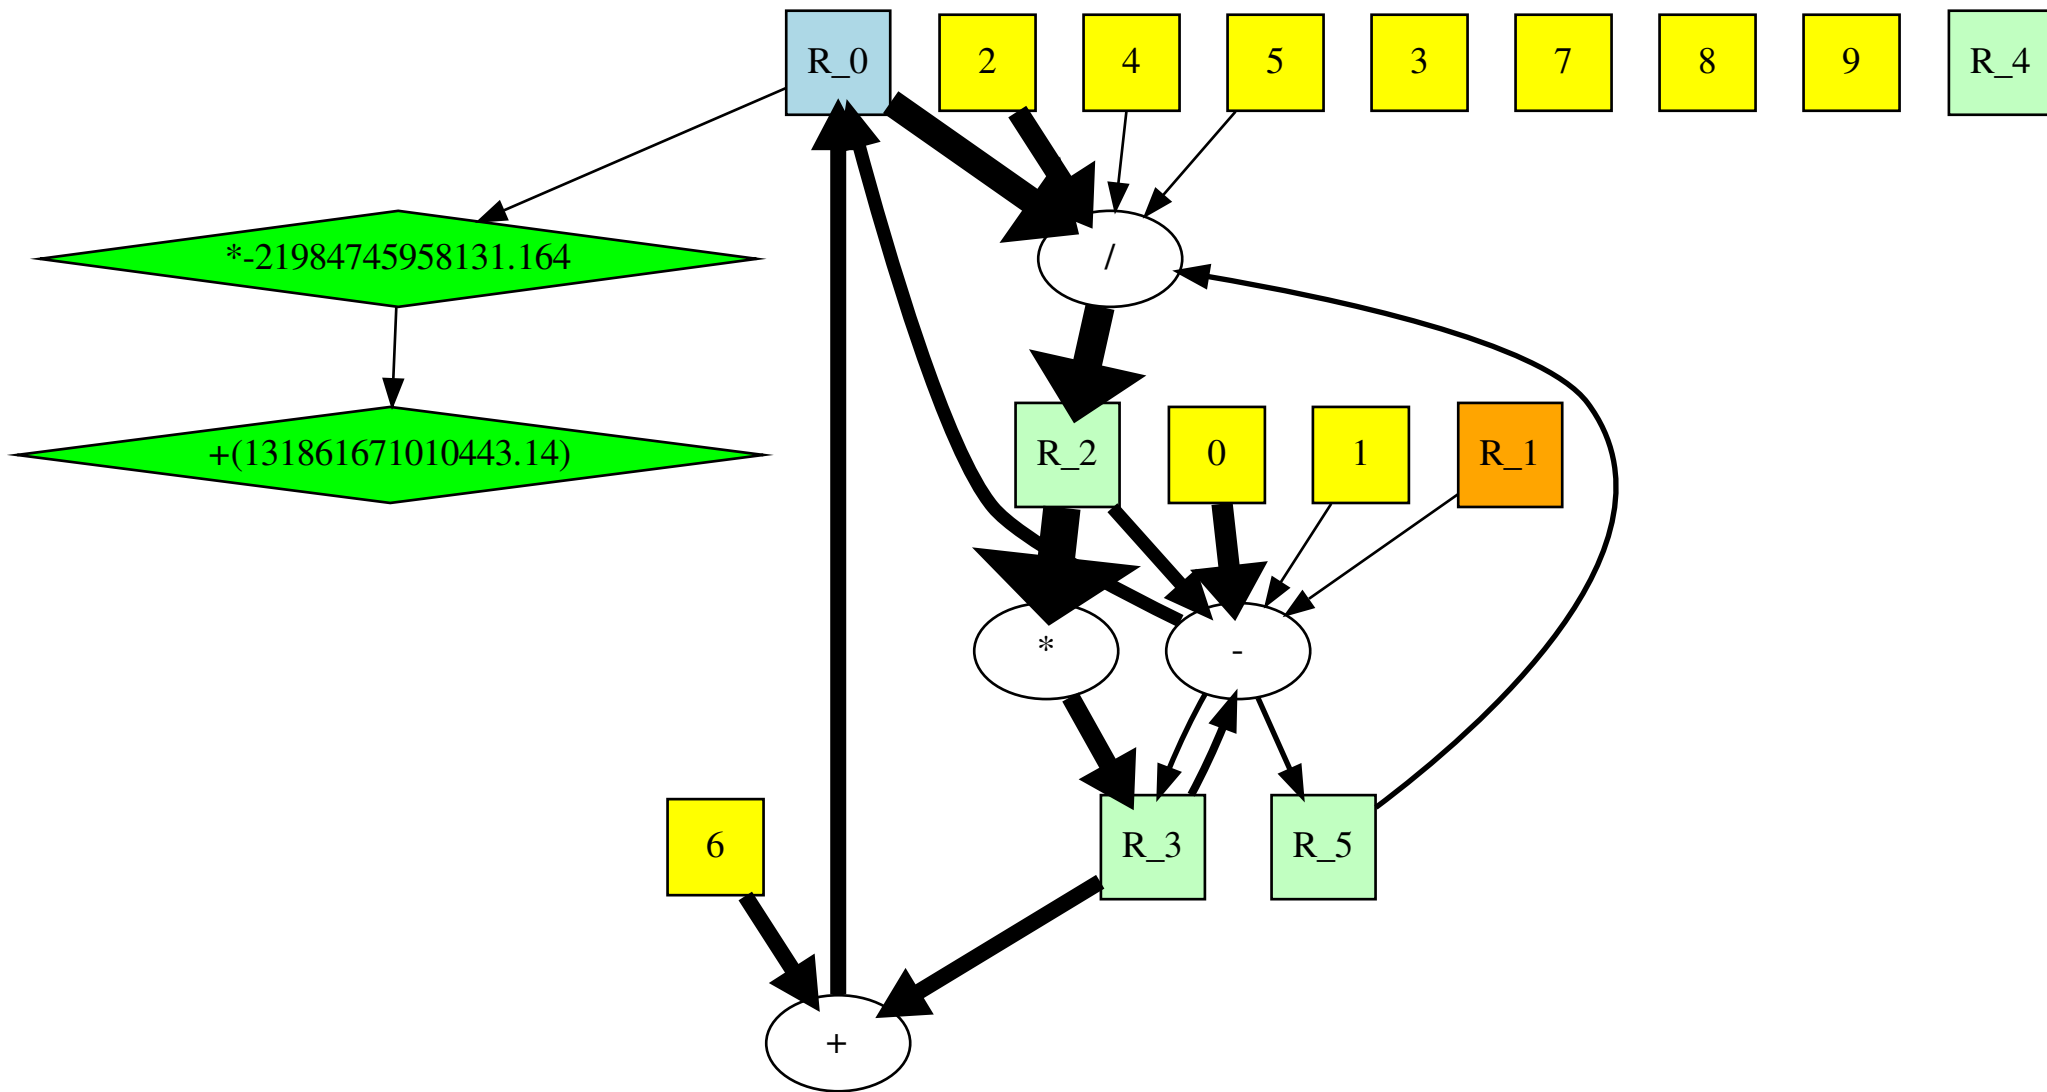 R_0
2
4
5
3
7
8
9
R_4
*-21984745958131.164
/
+(131861671010443.14)
R_2
0
1
R_1
*
-
6
R_3
R_5
+